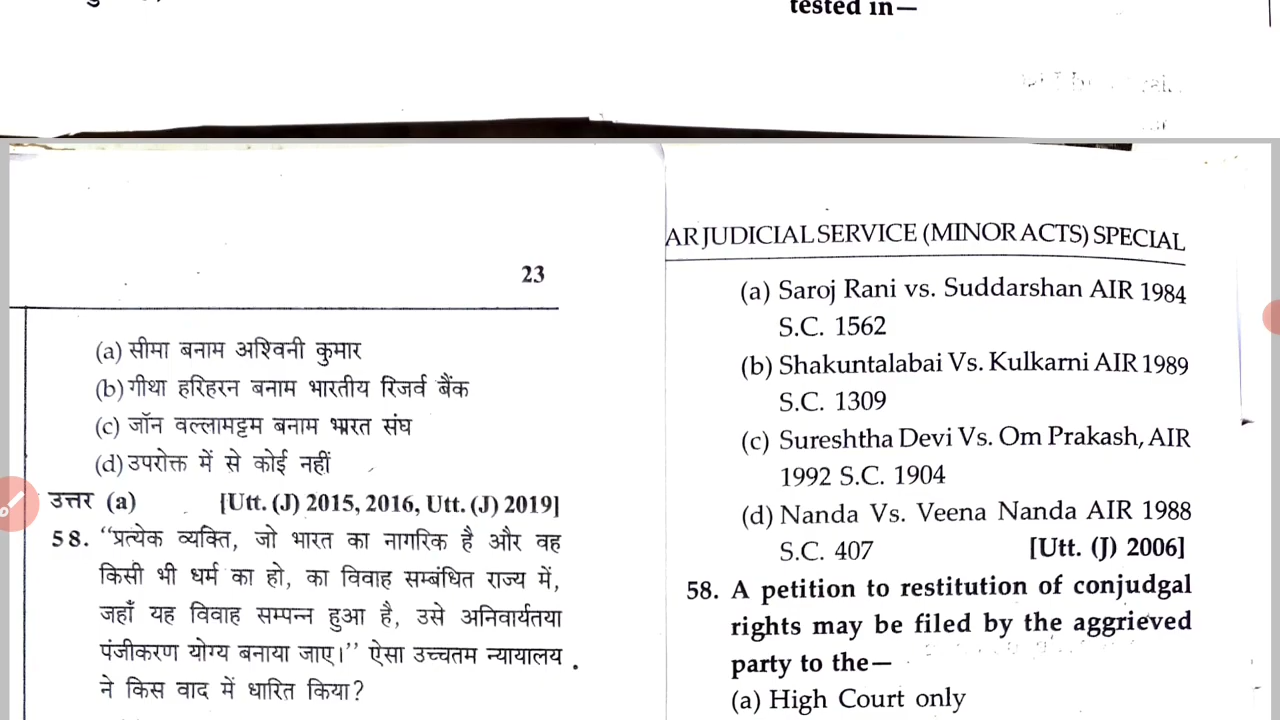 tested in—
23
(a) सीमा बनाम अश्विनी कुमार
(b) गीथा हरिहरन बनाम भारतीय रिजर्व बैंक
(c) जॉन वल्लामट्टम बनाम भारत संघ
(d) उपरोक्त में से कोई नहीं
उत्तर (a) [Utt. (J) 2015, 2016, Utt. (J) 2019]
58. “प्रत्येक व्यक्ति, जो भारत का नागरिक है और वह
किसी भी धर्म का हो, का विवाह सम्बंधित राज्य में,
जहाँ यह विवाह सम्पन्न हुआ है, उसे अनिवार्यतया
पंजीकरण योग्य बनाया जाए।” ऐसा उच्चतम न्यायालय
ने किस वाद में धारित किया?
AR JUDICIAL SERVICE (MINOR ACTS) SPECIAL
(a) Saroj Rani vs. Suddarshan AIR 1984
S.C. 1562
(b) Shakuntalabai Vs. Kulkarni AIR 1989
S.C. 1309
(c) Sureshtha Devi Vs. Om Prakash, AIR
1992 S.C. 1904
(d) Nanda Vs. Veena Nanda AIR 1988
S.C. 407 [Utt. (J) 2006]
58. A petition to restitution of conjudgal
rights may be filed by the aggrieved
party to the—
(a) High Court only